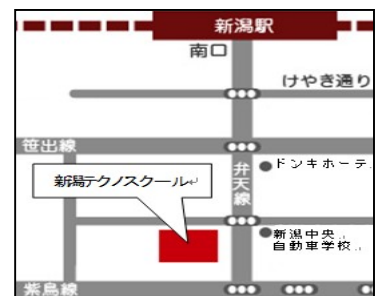 新潟駅
南口
けやき通り
笹出線
弁天線
ドンキホーテ
新潟テクノスクール
新潟中央
自動車学校
紫鳥線